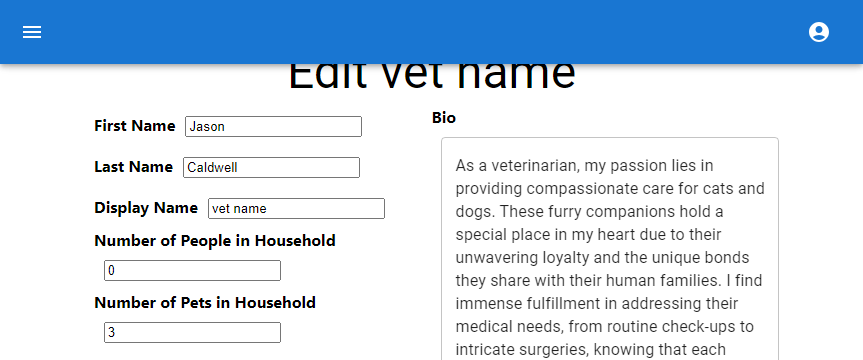 Edit vet name
First Name Jason
Last Name Caldwell
Display Name vet name
Number of People in Household
0
Number of Pets in Household
3
Bio
As a veterinarian, my passion lies in
providing compassionate care for cats and
dogs. These furry companions hold a
special place in my heart due to their
unwavering loyalty and the unique bonds
they share with their human families. I find
immense fulfillment in addressing their
medical needs, from routine check-ups to
intricate surgeries, knowing that each